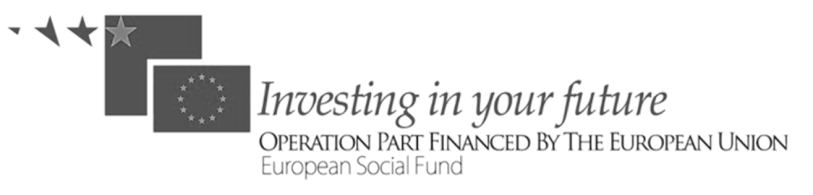 Investing in your future
OPERATION PART FINANCED BY THE EUROPEAN UNION
European Social Fund